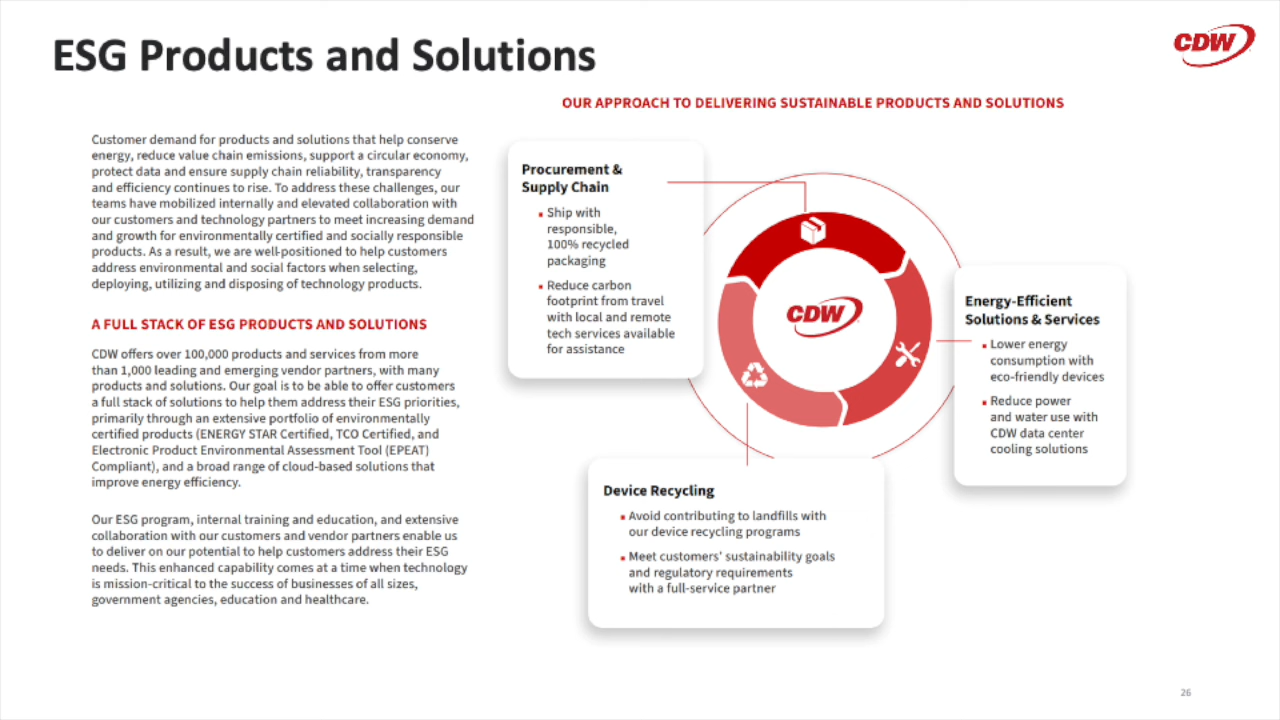 ESG Products and Solutions
CDW
OUR APPROACH TO DELIVERING SUSTAINABLE PRODUCTS AND SOLUTIONS
Customer demand for products and solutions that help conserve
energy, reduce value chain emissions, support a circular economy,
protect data and ensure supply chain reliability, transparency
and efficiency continues to rise. To address these challenges, our
teams have mobilized internally and elevated collaboration with
our customers and technology partners to meet increasing demand
and growth for environmentally certified and socially responsible
products. As a result, we are well-positioned to help customers
address environmental and social factors when selecting,
deploying, utilizing and disposing of technology products.
A FULL STACK OF ESG PRODUCTS AND SOLUTIONS
CDW offers over 100,000 products and services from more
than 1,000 leading and emerging vendor partners, with many
products and solutions. Our goal is to be able to offer customers
a full stack of solutions to help them address their ESG priorities,
primarily through an extensive portfolio of environmentally
certified products (ENERGY STAR Certified, TCO Certified, and
Electronic Product Environmental Assessment Tool (EPEAT)
Compliant), and a broad range of cloud-based solutions that
improve energy efficiency.
Our ESG program, internal training and education, and extensive
collaboration with our customers and vendor partners enable us
to deliver on our potential to help customers address their ESG
needs. This enhanced capability comes at a time when technology
is mission-critical to the success of businesses of all sizes,
government agencies, education and healthcare.
Procurement &
Supply Chain
▪ Ship with
responsible,
100% recycled
packaging
▪ Reduce carbon
footprint from travel
with local and remote
tech services available
for assistance
CDW
Energy-Efficient
Solutions & Services
▪ Lower energy
consumption with
eco-friendly devices
▪ Reduce power
and water use with
CDW data center
cooling solutions
Device Recycling
▪ Avoid contributing to landfills with
our device recycling programs
▪ Meet customers' sustainability goals
and regulatory requirements
with a full-service partner
26